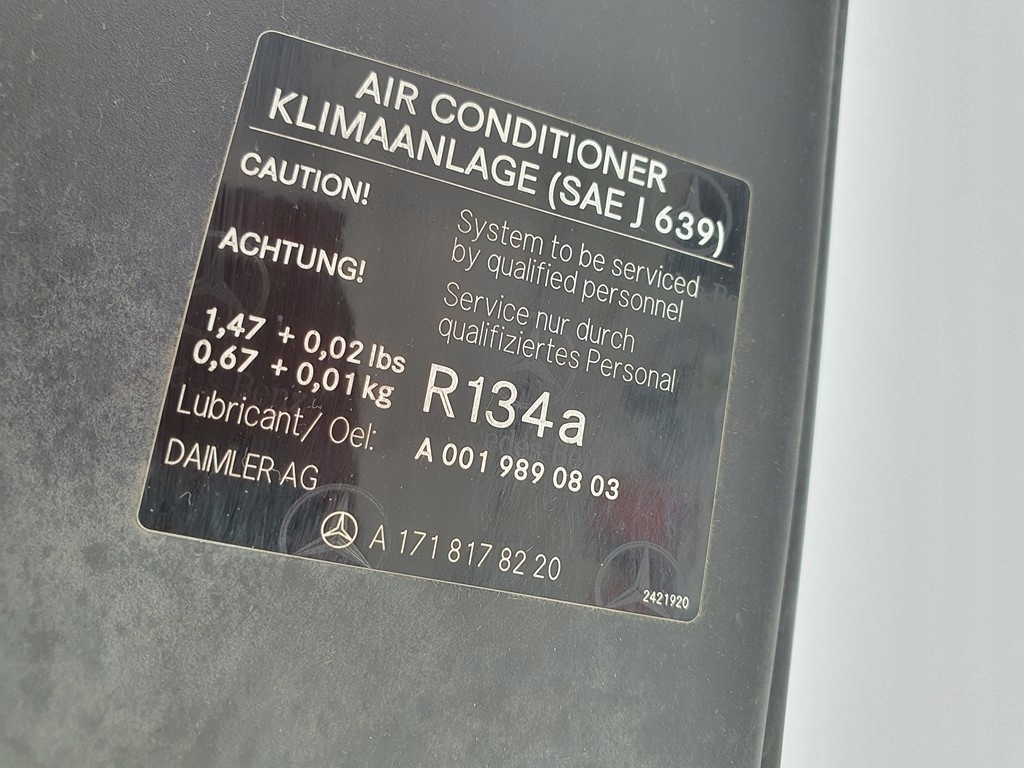 AIR CONDITIONER
KLIMAANLAGE (SAE J 639)
CAUTION!
System to be serviced
by qualified personnel
ACHTUNG!
Service nur durch
qualifiziertes Personal
1,47 + 0,02 lbs
0,67 + 0,01 kg
R134a
Lubricant/ Oel:
A 001 989 08 03
DAIMLER-AG
A 171 817 82 20
2421920